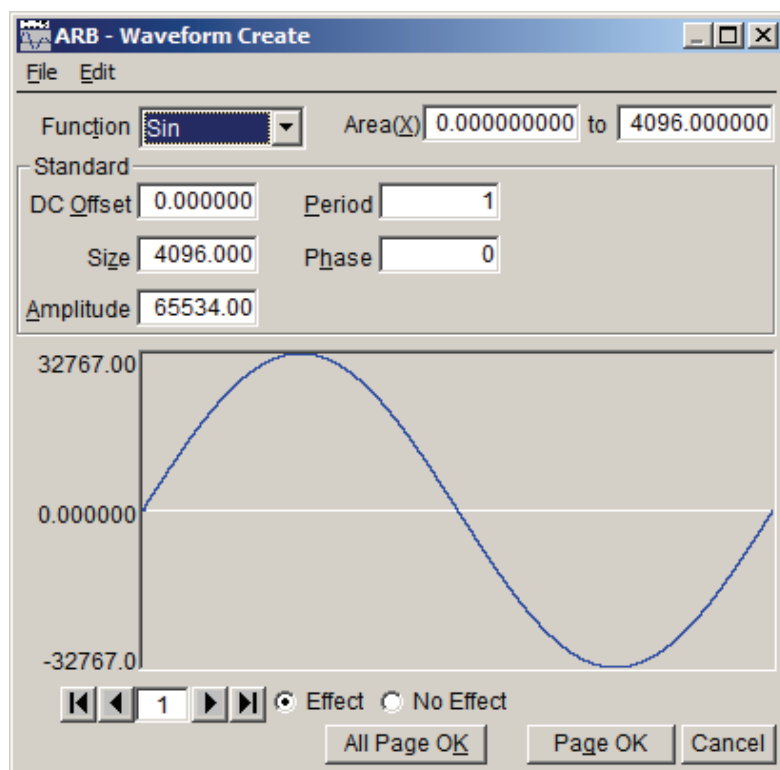 ARB - Waveform Create
File Edit
Function Sin Area(X) 0.000000000 to 4096.000000
Standard
DC Offset 0.000000 Period 1
Size 4096.000 Phase 0
Amplitude 65534.00
32767.00
0.000000
-32767.0
1 Effect No Effect
All Page OK Page OK Cancel